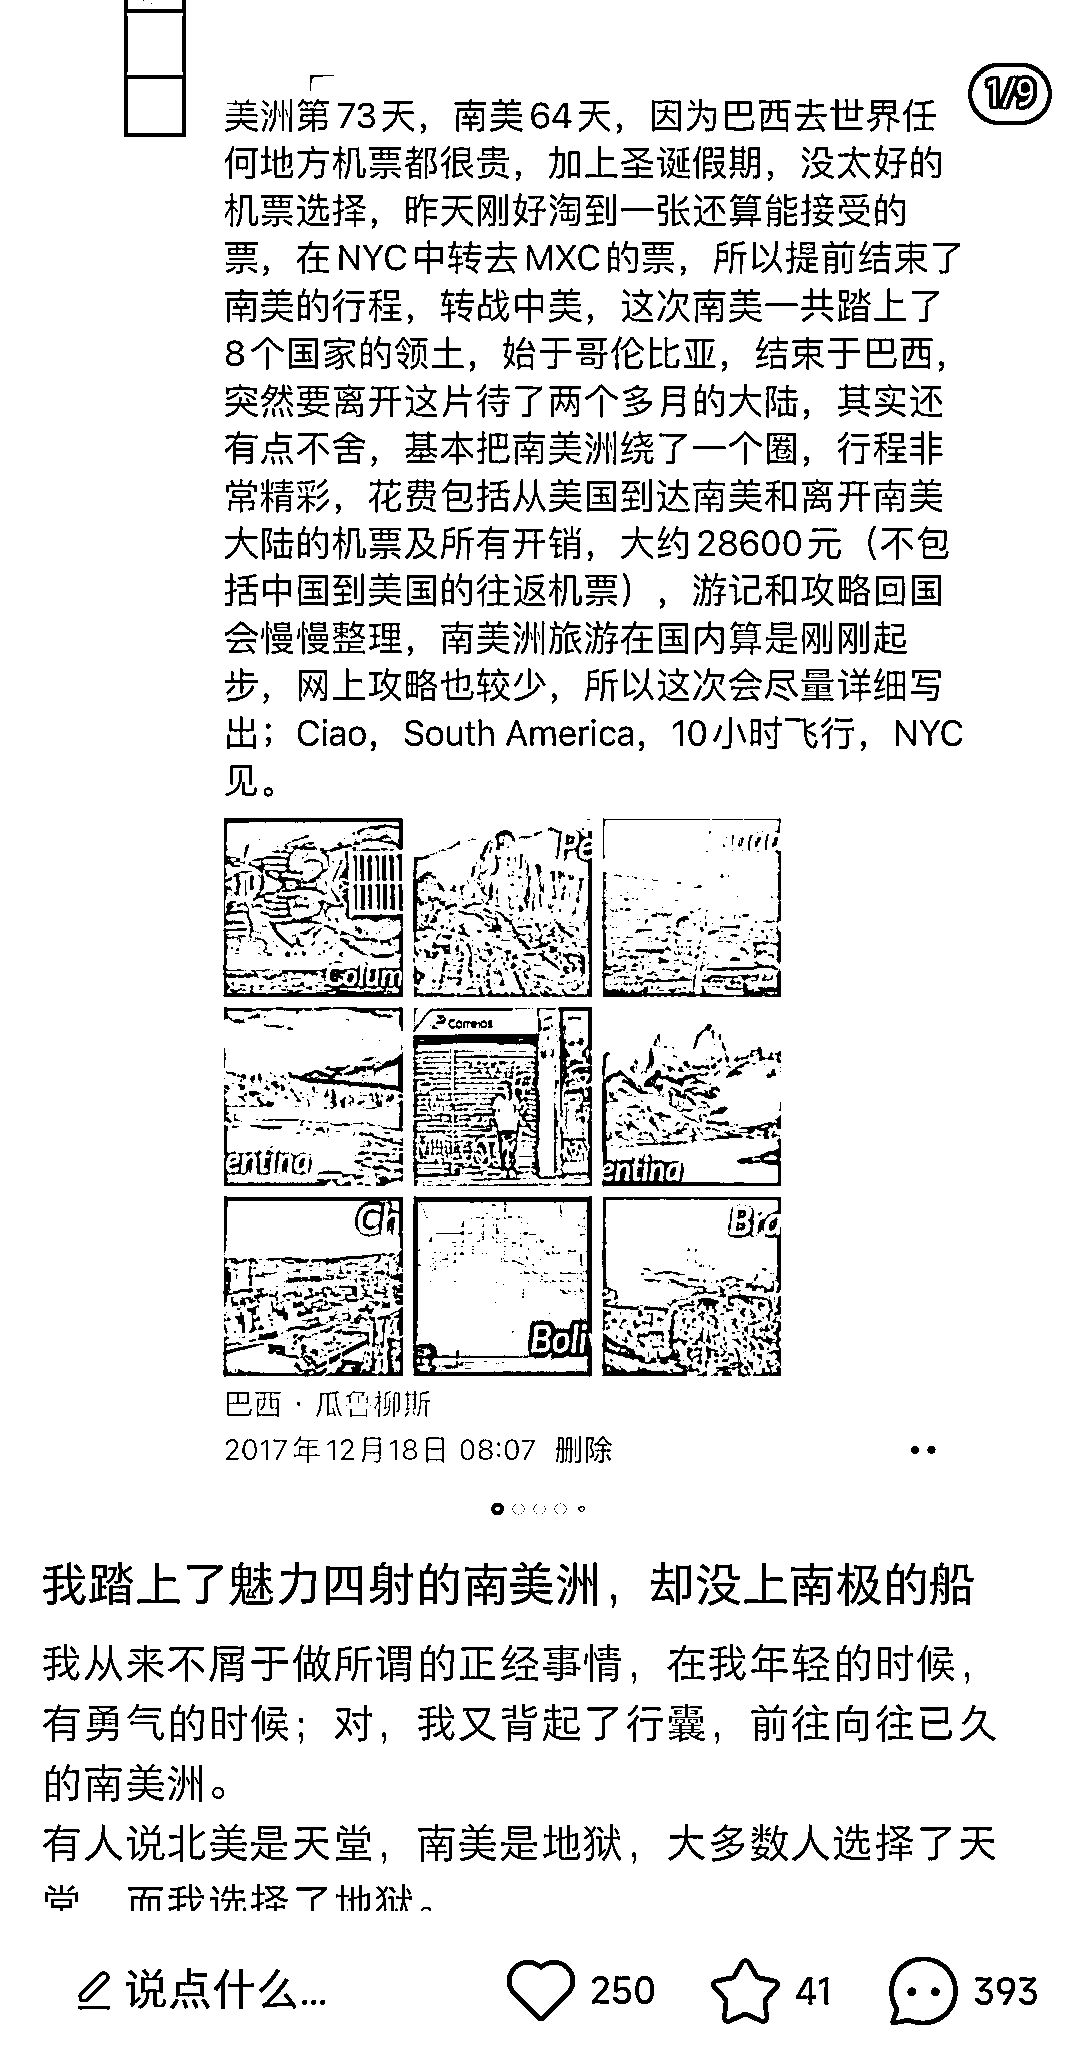 1/9
美洲第73天，南美64天，因为巴西去世界任
何地方机票都很贵，加上圣诞假期，没太好的
机票选择，昨天刚好淘到一张还算能接受的
票，在NYC中转去MXC的票，所以提前结束了
南美的行程，转战中美，这次南美一共踏上了
8个国家的领土，始于哥伦比亚，结束于巴西，
突然要离开这片待了两个多月的大陆，其实还
有点不舍，基本把南美洲绕了一个圈，行程非
常精彩，花费包括从美国到达南美和离开南美
大陆的机票及所有开销，大约28600元（不包
括中国到美国的往返机票），游记和攻略回国
会慢慢整理，南美洲旅游在国内算是刚刚起
步，网上攻略也较少，所以这次会尽量详细写
出；Ciao，South America，10小时飞行，NYC
见。
Pe
Colum
Correios
entina
entina
Ch
Bra
Boliv
巴西·瓜鲁柳斯
2017年12月18日 08:07 删除
我踏上了魅力四射的南美洲，却没上南极的船
我从来不屑于做所谓的正经事情，在我年轻的时候，
有勇气的时候；对，我又背起了行囊，前往向往已久
的南美洲。
有人说北美是天堂，南美是地狱，大多数人选择了天
堂，而我选择了地狱。
说点什么...
250
41
393